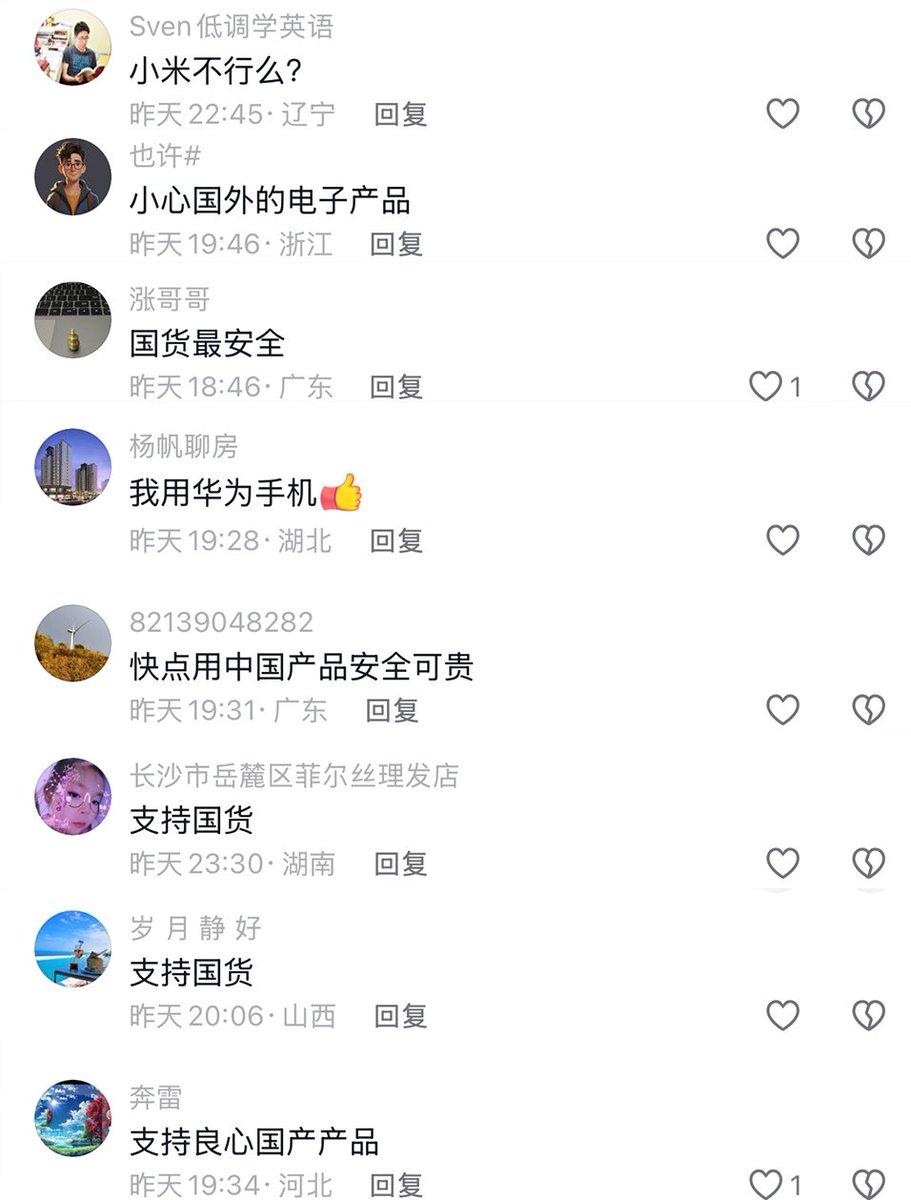 Sven低调学英语
小米不行么?
昨天 22:45· 辽宁 回复
也许#
小心国外的电子产品
昨天 19:46· 浙江 回复
涨哥哥
国货最安全
昨天 18:46· 广东 回复 1
杨帆聊房
我用华为手机👍
昨天 19:28· 湖北 回复
82139048282
快点用中国产品安全可贵
昨天 19:31· 广东 回复
长沙市岳麓区菲尔丝理发店
支持国货
昨天 23:30· 湖南 回复
岁 月 静 好
支持国货
昨天 20:06· 山西 回复
奔雷
支持良心国产产品
昨天 19:34· 河北 回复 1